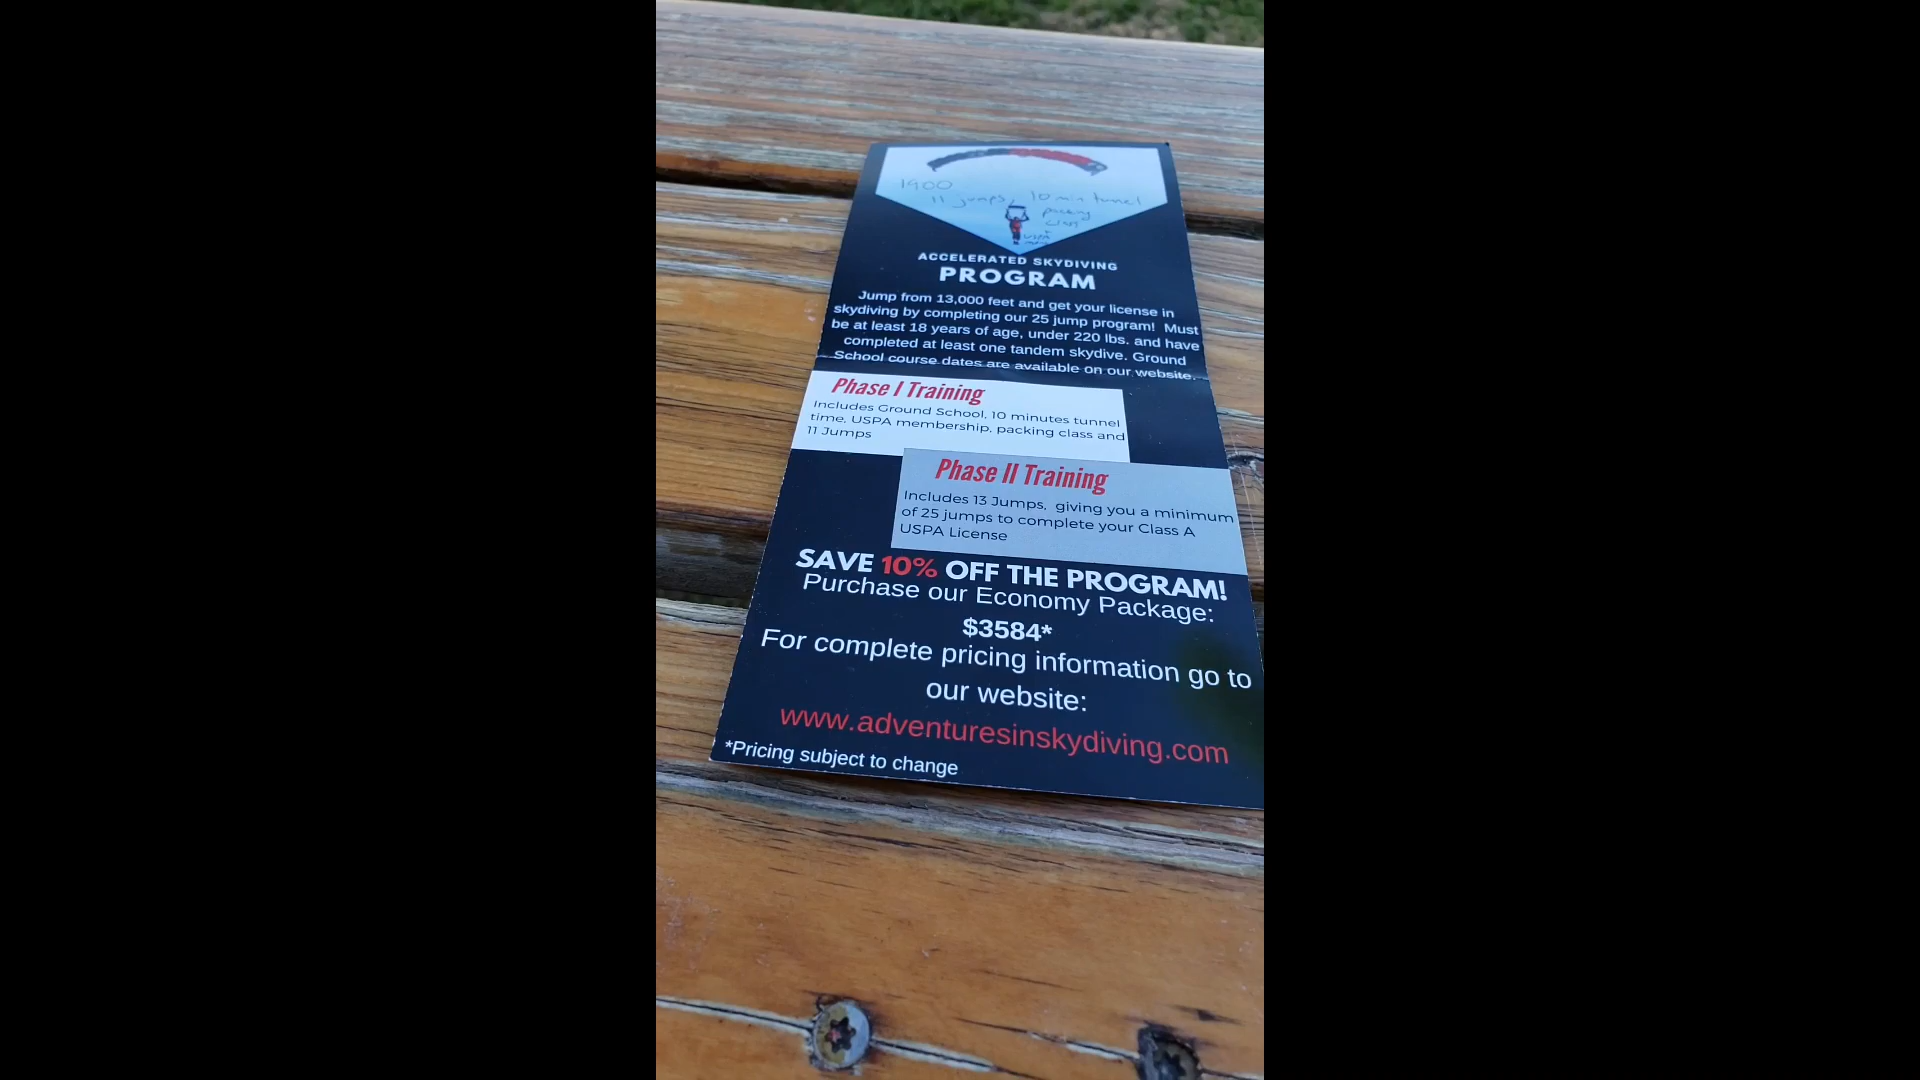 1900
11 jumps, 10 min tunnel
packing
class
USPA
ACCELERATED SKYDIVING
PROGRAM
Jump from 13,000 feet and get your license in
skydiving by completing our 25 jump program! Must
be at least 18 years of age, under 220 lbs. and have
completed at least one tandem skydive. Ground
School course dates are available on our website.
Phase I Training
Includes Ground School, 10 minutes tunnel
time, USPA membership, packing class and
11 Jumps
Phase II Training
Includes 13 Jumps, giving you a minimum
of 25 jumps to complete your Class A
USPA License
SAVE 10% OFF THE PROGRAM!
Purchase our Economy Package:
$3584*
For complete pricing information go to
our website:
www.adventuresinskydiving.com
*Pricing subject to change